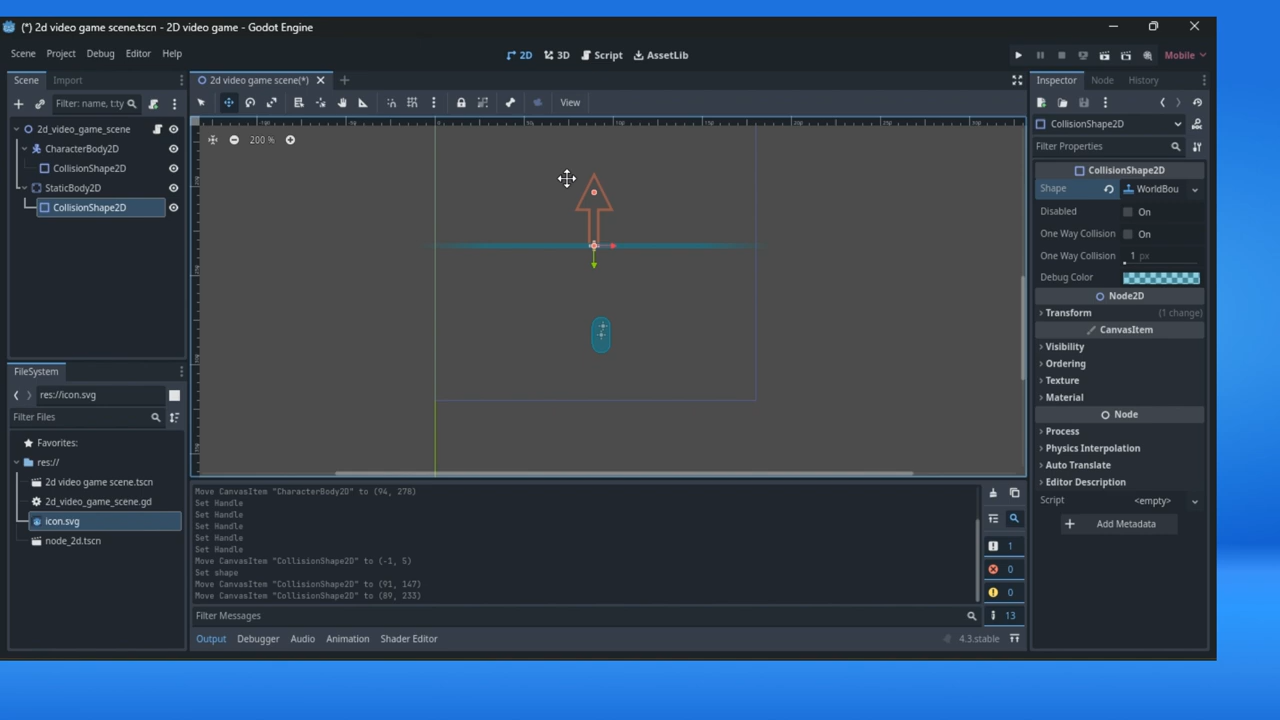 (*) 2d video game scene.tscn - 2D video game - Godot Engine
Scene Project Debug Editor Help
2D 3D Script AssetLib
Mobile
Scene Import
2d video game scene(*)
Inspector Node History
Filter: name, t:ty
View
2d_video_game_scene
CharacterBody2D
CollisionShape2D
StaticBody2D
CollisionShape2D
200 %
CollisionShape2D
Filter Properties
CollisionShape2D
Shape WorldBou
Disabled On
One Way Collision On
One Way Collision 1 px
Debug Color
Node2D
Transform (1 change)
CanvasItem
Visibility
Ordering
Texture
Material
Node
Process
Physics Interpolation
Auto Translate
Editor Description
Script <empty>
Add Metadata
FileSystem
res://icon.svg
Filter Files
Favorites:
res://
2d video game scene.tscn
2d_video_game_scene.gd
icon.svg
node_2d.tscn
Move CanvasItem "CharacterBody2D" to (94, 278)
Set Handle
Set Handle
Set Handle
Set Handle
Set Handle
Move CanvasItem "CollisionShape2D" to (-1, 5)
Set shape
Move CanvasItem "CollisionShape2D" to (91, 147)
Move CanvasItem "CollisionShape2D" to (89, 233)
1
0
0
13
Filter Messages
Output Debugger Audio Animation Shader Editor
4.3.stable